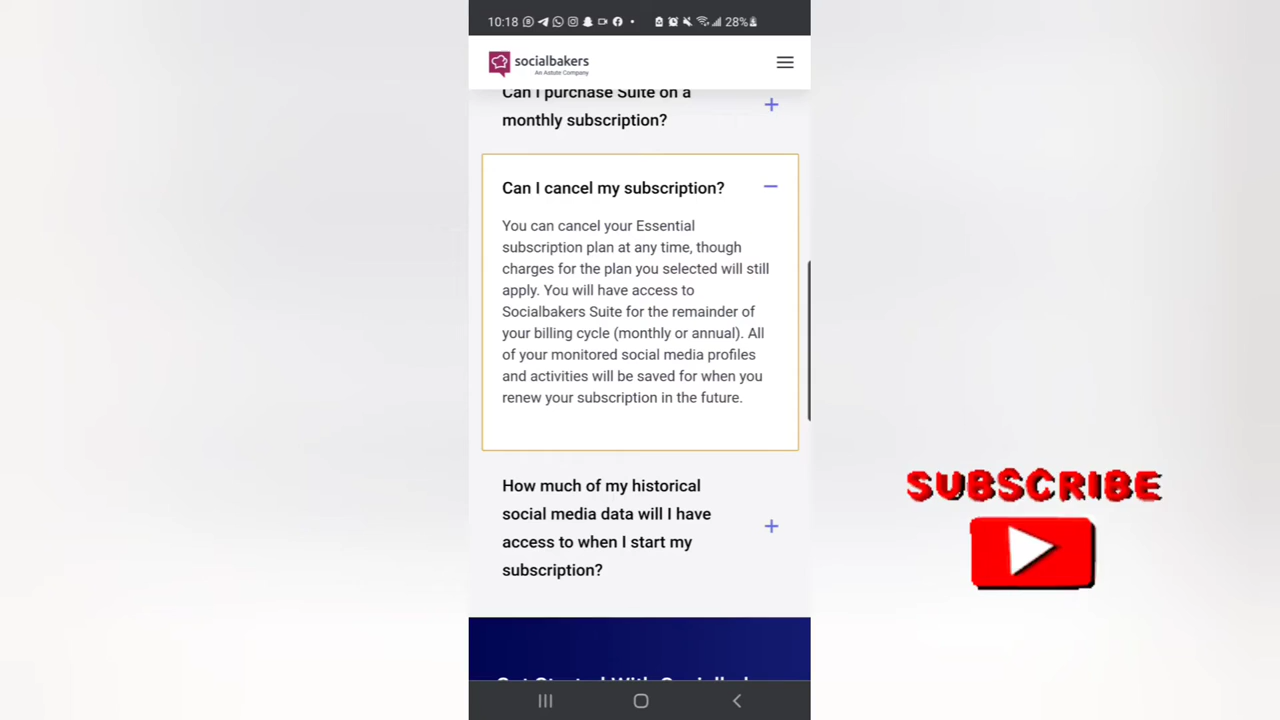 10:18
28%
socialbakers
An Astute Company
Can I purchase Suite on a
monthly subscription?
Can I cancel my subscription?
You can cancel your Essential
subscription plan at any time, though
charges for the plan you selected will still
apply. You will have access to
Socialbakers Suite for the remainder of
your billing cycle (monthly or annual). All
of your monitored social media profiles
and activities will be saved for when you
renew your subscription in the future.
How much of my historical
social media data will I have
access to when I start my
subscription?
SUBSCRIBE